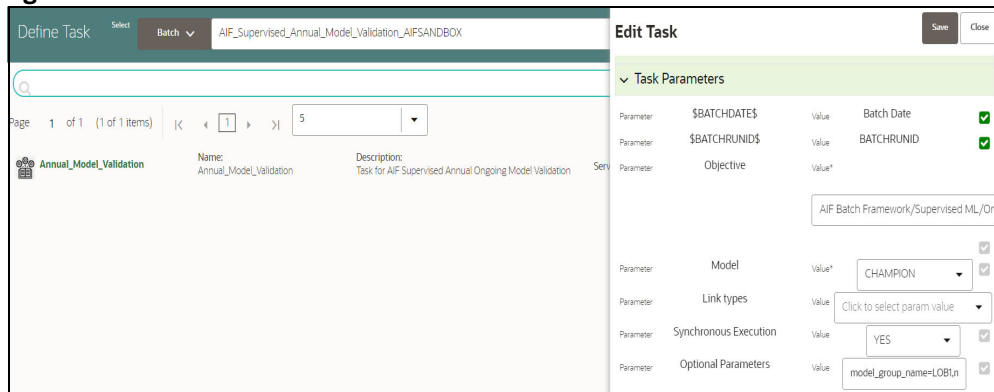 Define Task Select Batch AIF_Supervised_Annual_Model_Validation_AIFSANDBOX
Page 1 of 1 (1 of 1 items) 1 5
Annual_Model_Validation
Name:
Annual_Model_Validation
Description:
Task for AIF Supervised Annual Ongoing Model Validation
Serv
Edit Task Save Close
Task Parameters
Parameter $BATCHDATE$ Value Batch Date
Parameter $BATCHRUNID$ Value BATCHRUNID
Parameter Objective Value*
AIF Batch Framework/Supervised ML/On
Parameter Model Value* CHAMPION
Parameter Link types Value Click to select param value
Parameter Synchronous Execution Value YES
Parameter Optional Parameters Value model_group_name=LOB1,n